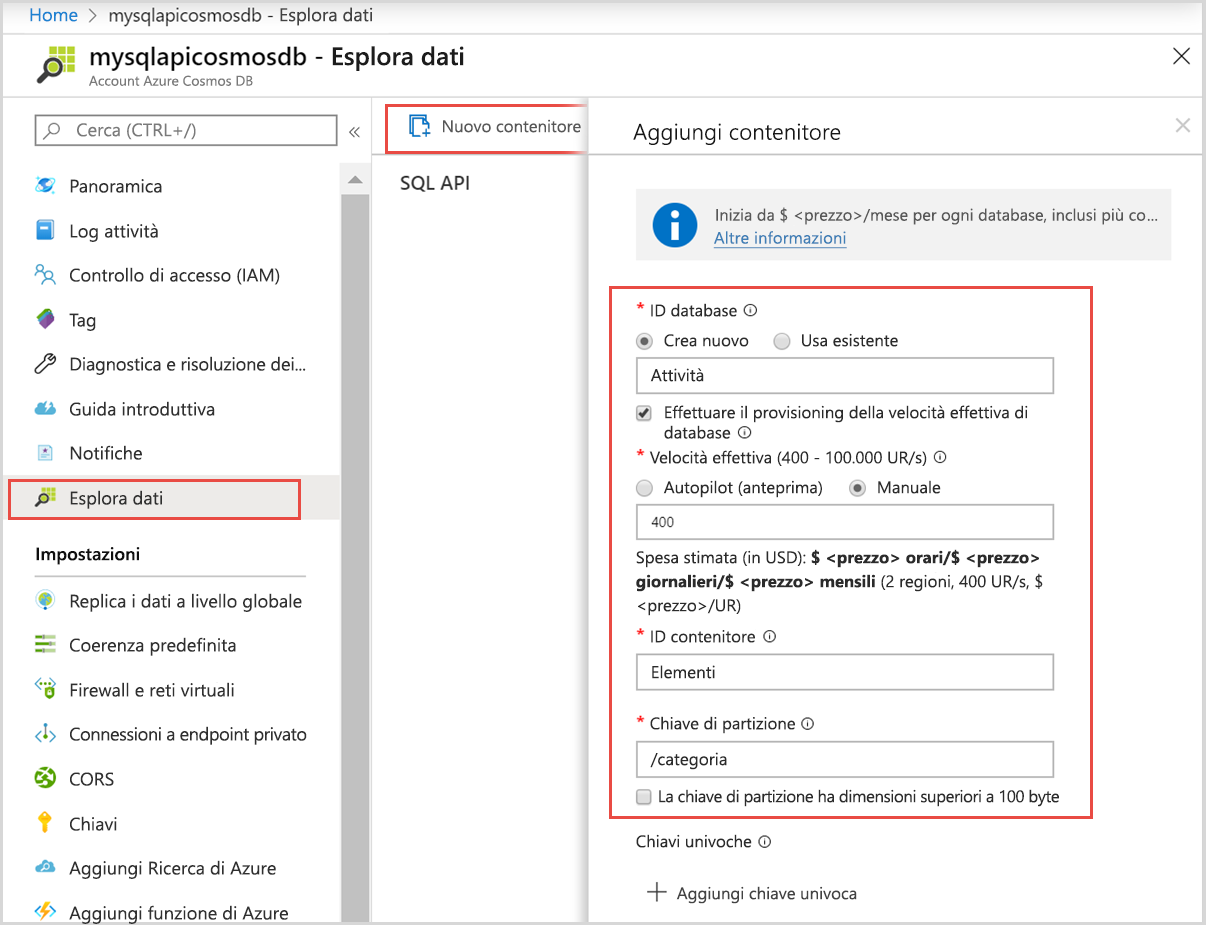 Home > mysqlapicosmosdb - Esplora dati
mysqlapicosmosdb - Esplora dati
Account Azure Cosmos DB
Cerca (CTRL+/)
Panoramica
Log attività
Controllo di accesso (IAM)
Tag
Diagnostica e risoluzione dei...
Guida introduttiva
Notifiche
Esplora dati
Impostazioni
Replica i dati a livello globale
Coerenza predefinita
Firewall e reti virtuali
Connessioni a endpoint privato
CORS
Chiavi
Aggiungi Ricerca di Azure
Aggiungi funzione di Azure
Nuovo contenitore
SQL API
Aggiungi contenitore
Inizia da $ <prezzo>/mese per ogni database, inclusi più co...
Altre informazioni
* ID database
Crea nuovo Usa esistente
Attività
Effettuare il provisioning della velocità effettiva di
database
* Velocità effettiva (400 - 100.000 UR/s)
Autopilot (anteprima) Manuale
400
Spesa stimata (in USD): $ <prezzo> orari/$ <prezzo>
giornalieri/$ <prezzo> mensili (2 regioni, 400 UR/s, $
<prezzo>/UR)
* ID contenitore
Elementi
* Chiave di partizione
/categoria
La chiave di partizione ha dimensioni superiori a 100 byte
Chiavi univoche
+ Aggiungi chiave univoca